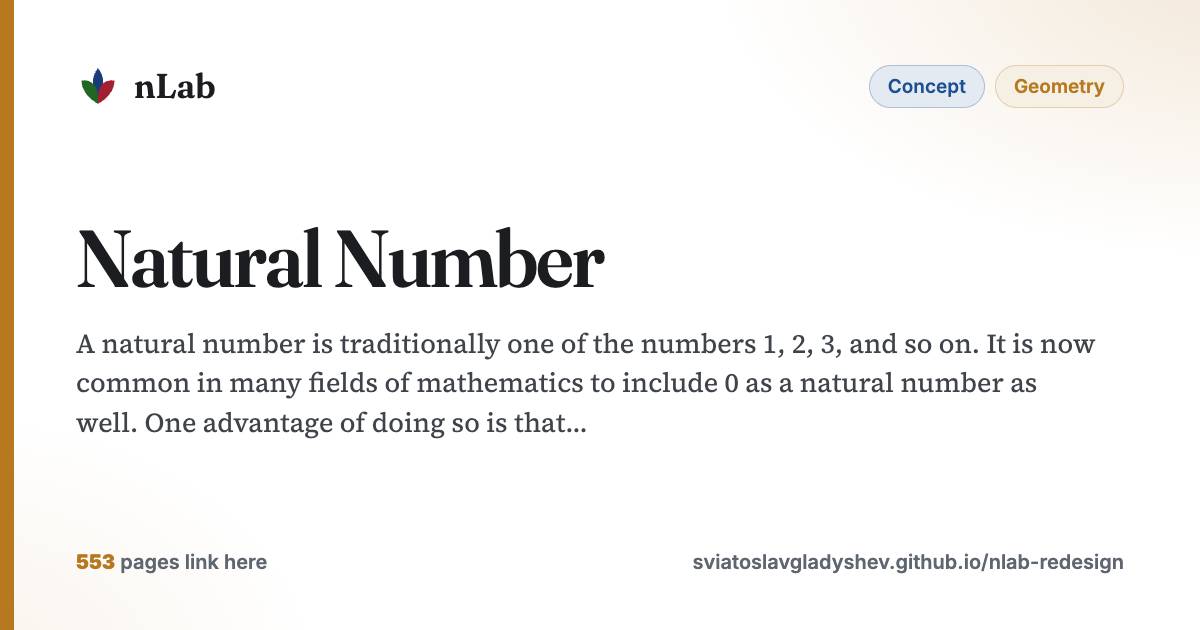 nLab
Concept
Geometry
Natural Number
A natural number is traditionally one of the numbers 1, 2, 3, and so on. It is now
common in many fields of mathematics to include 0 as a natural number as
well. One advantage of doing so is that...
553 pages link here
sviatoslavgladyshev.github.io/nlab-redesign